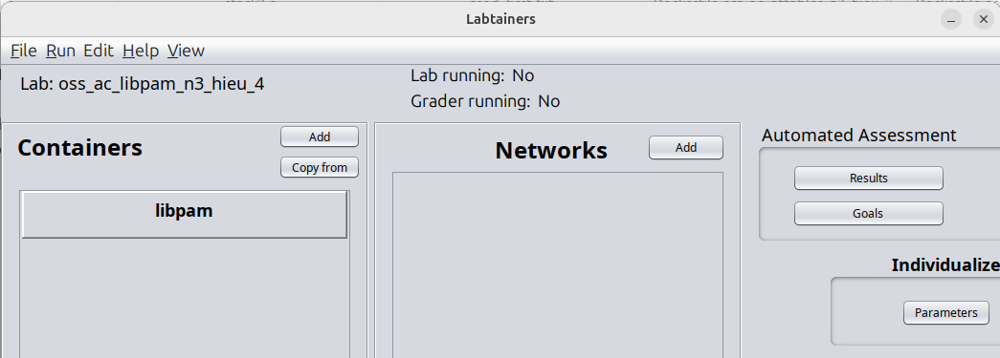 Labtainers
File Run Edit Help View
Lab: oss_ac_libpam_n3_hieu_4
Lab running: No
Grader running: No
Containers
Add
Copy from
libpam
Networks
Add
Automated Assessment
Results
Goals
Individualize
Parameters